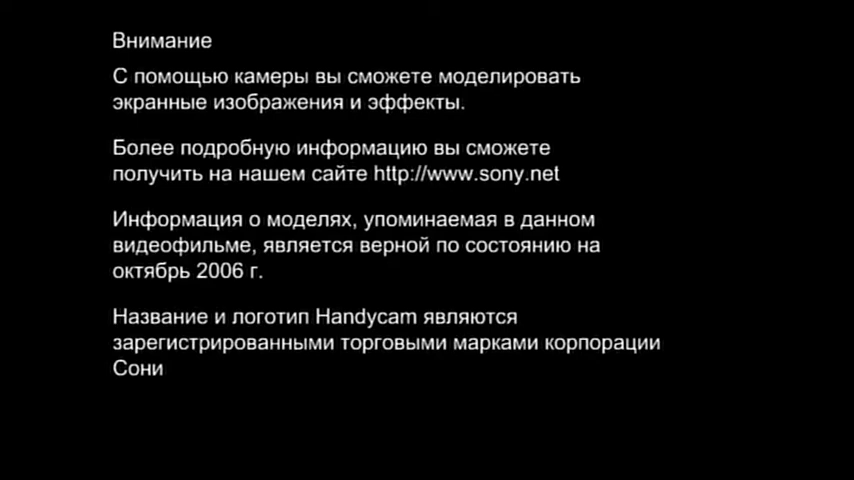 Внимание
С помощью камеры вы сможете моделировать
экранные изображения и эффекты.
Более подробную информацию вы сможете
получить на нашем сайте http://www.sony.net
Информация о моделях, упоминаемая в данном
видеофильме, является верной по состоянию на
октябрь 2006 г.
Название и логотип Handycam являются
зарегистрированными торговыми марками корпорации
Сони